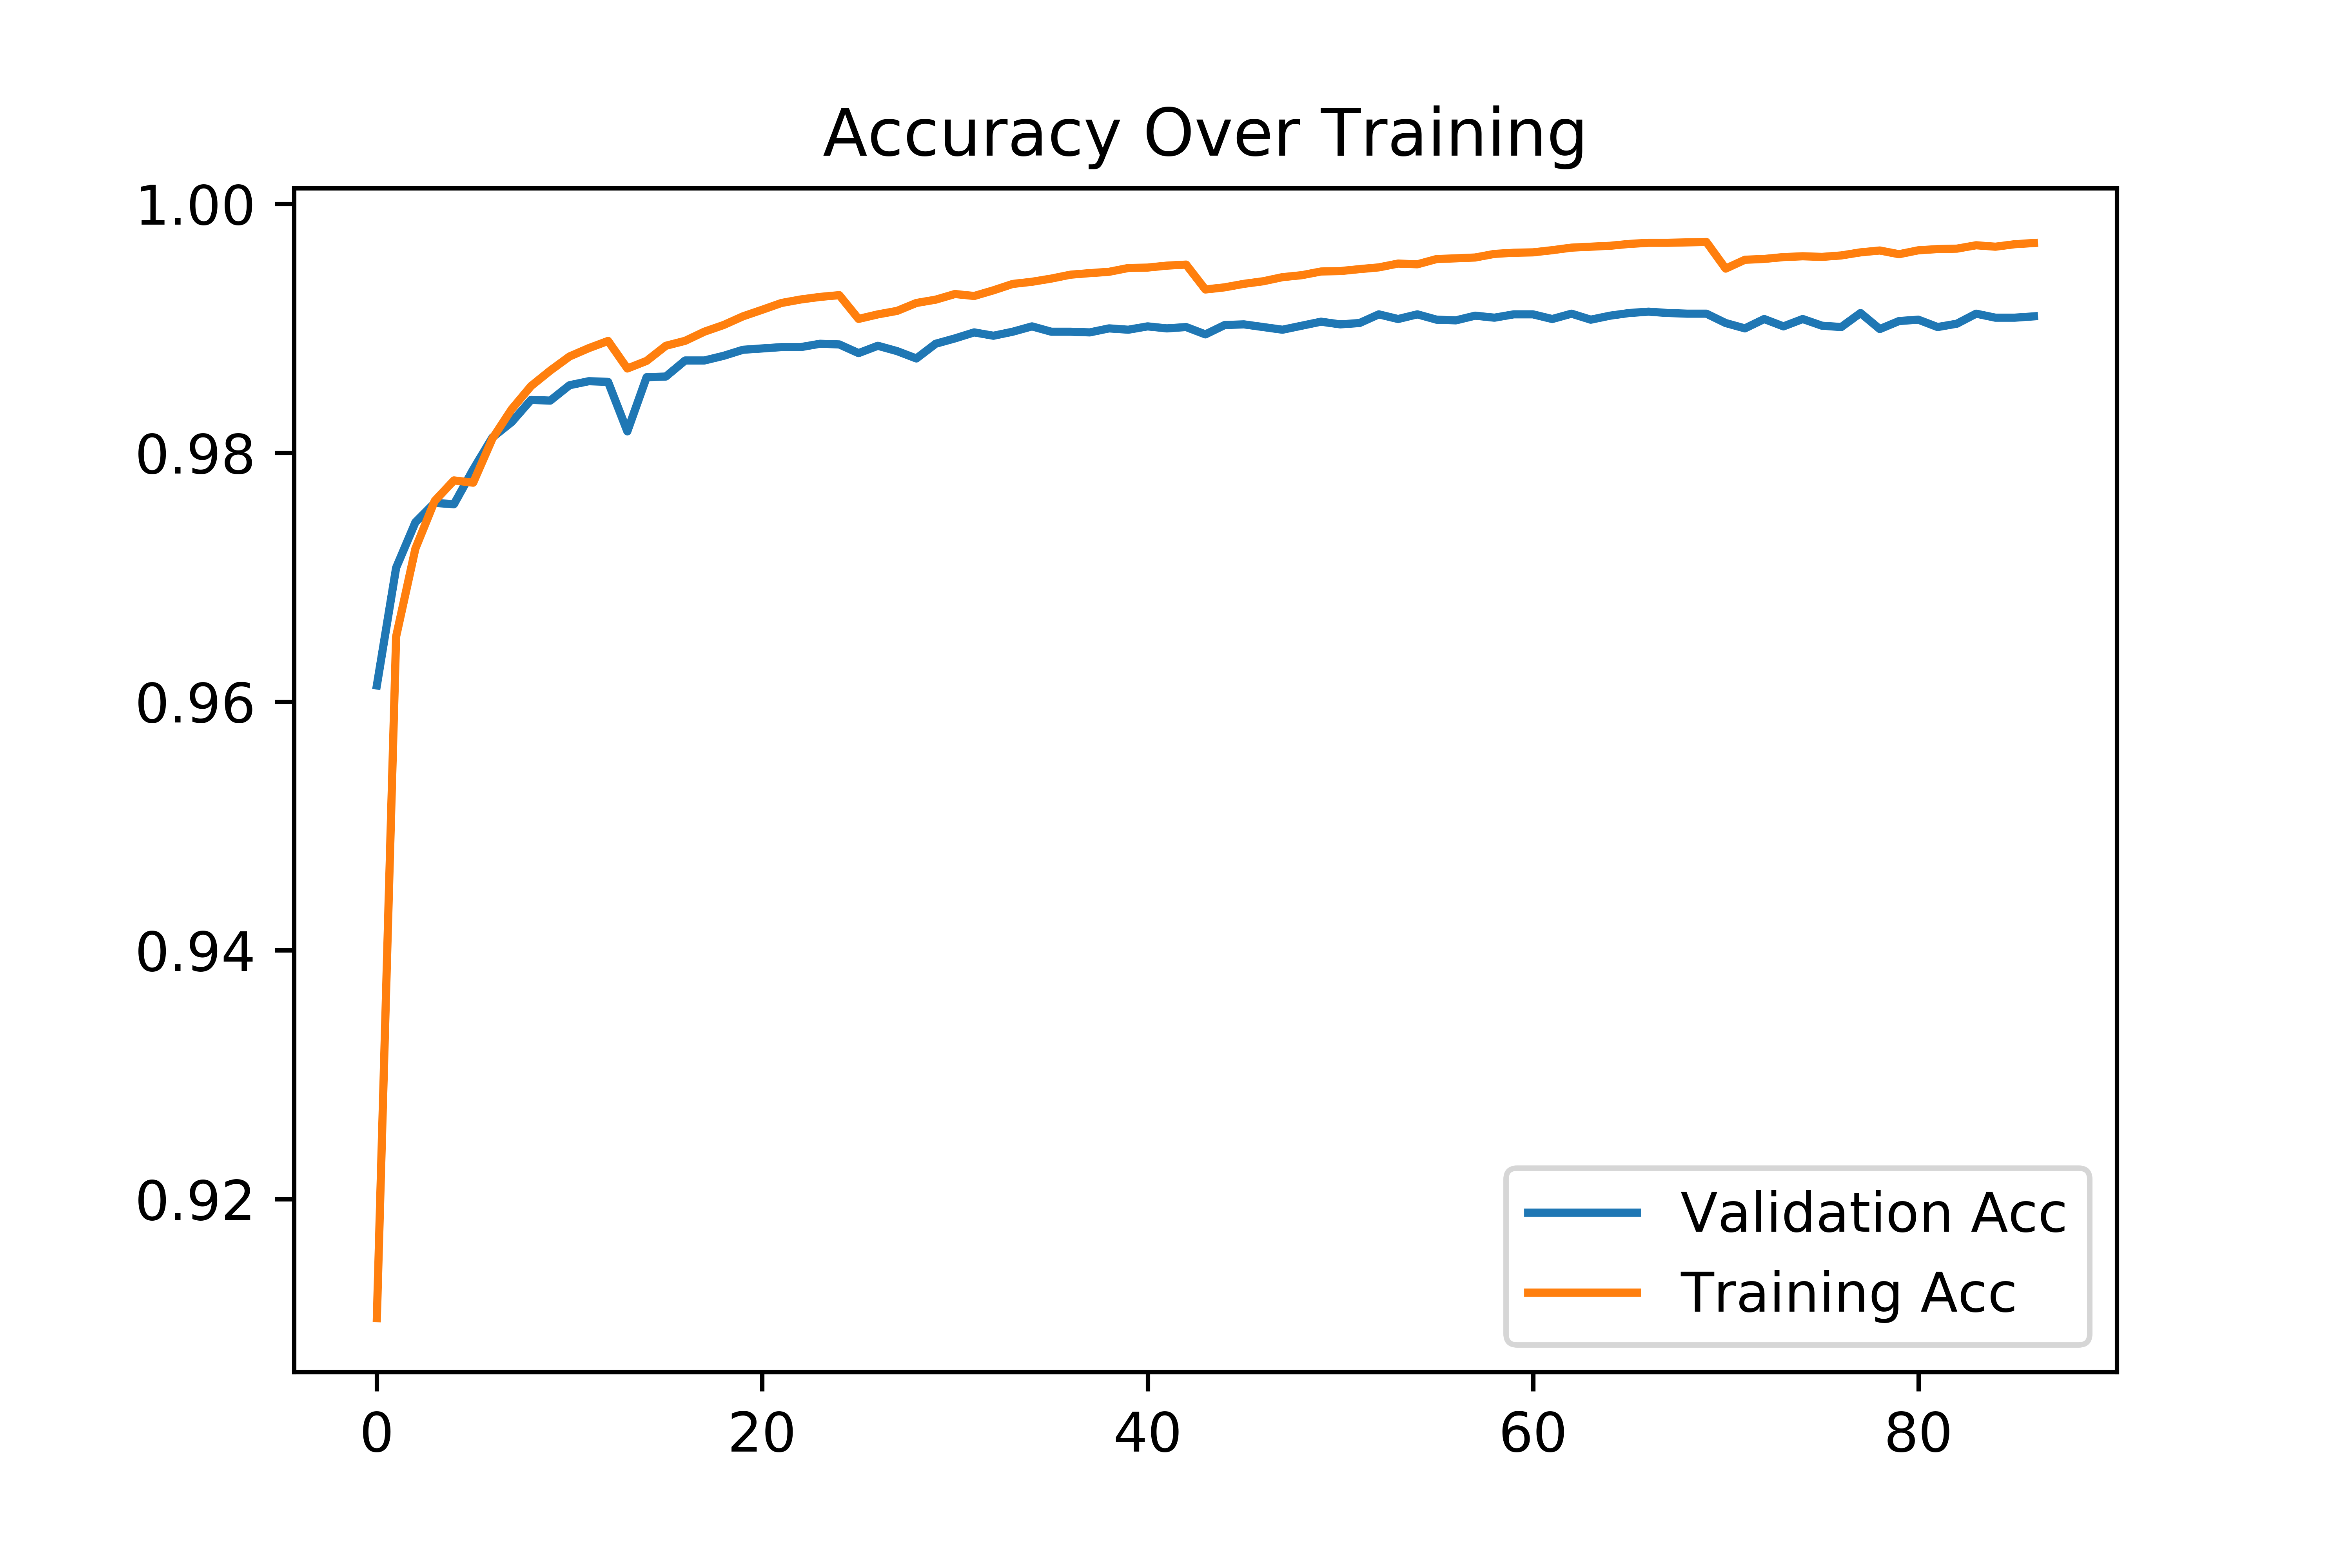 Accuracy Over Training
1.00
0.98
0.96
0.94
0.92
0 20 40 60 80
Validation Acc
Training Acc